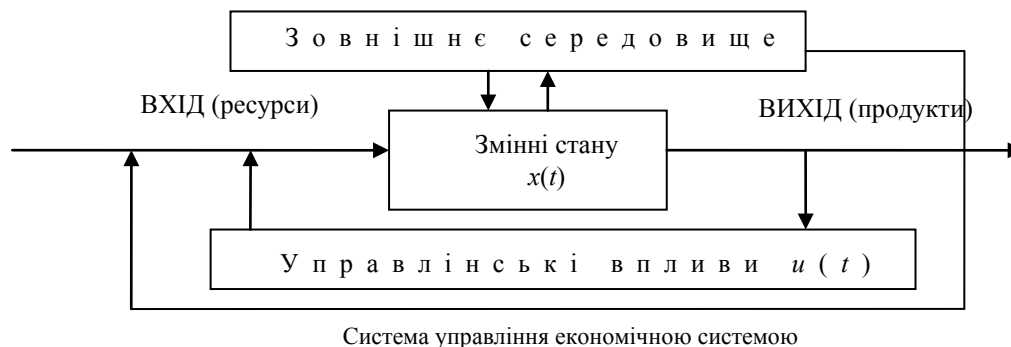 Зовнішнє середовище
ВХІД (ресурси)
ВИХІД (продукти)
Змінні стану
x(t)
Управлінські впливи u(t)
Система управління економічною системою